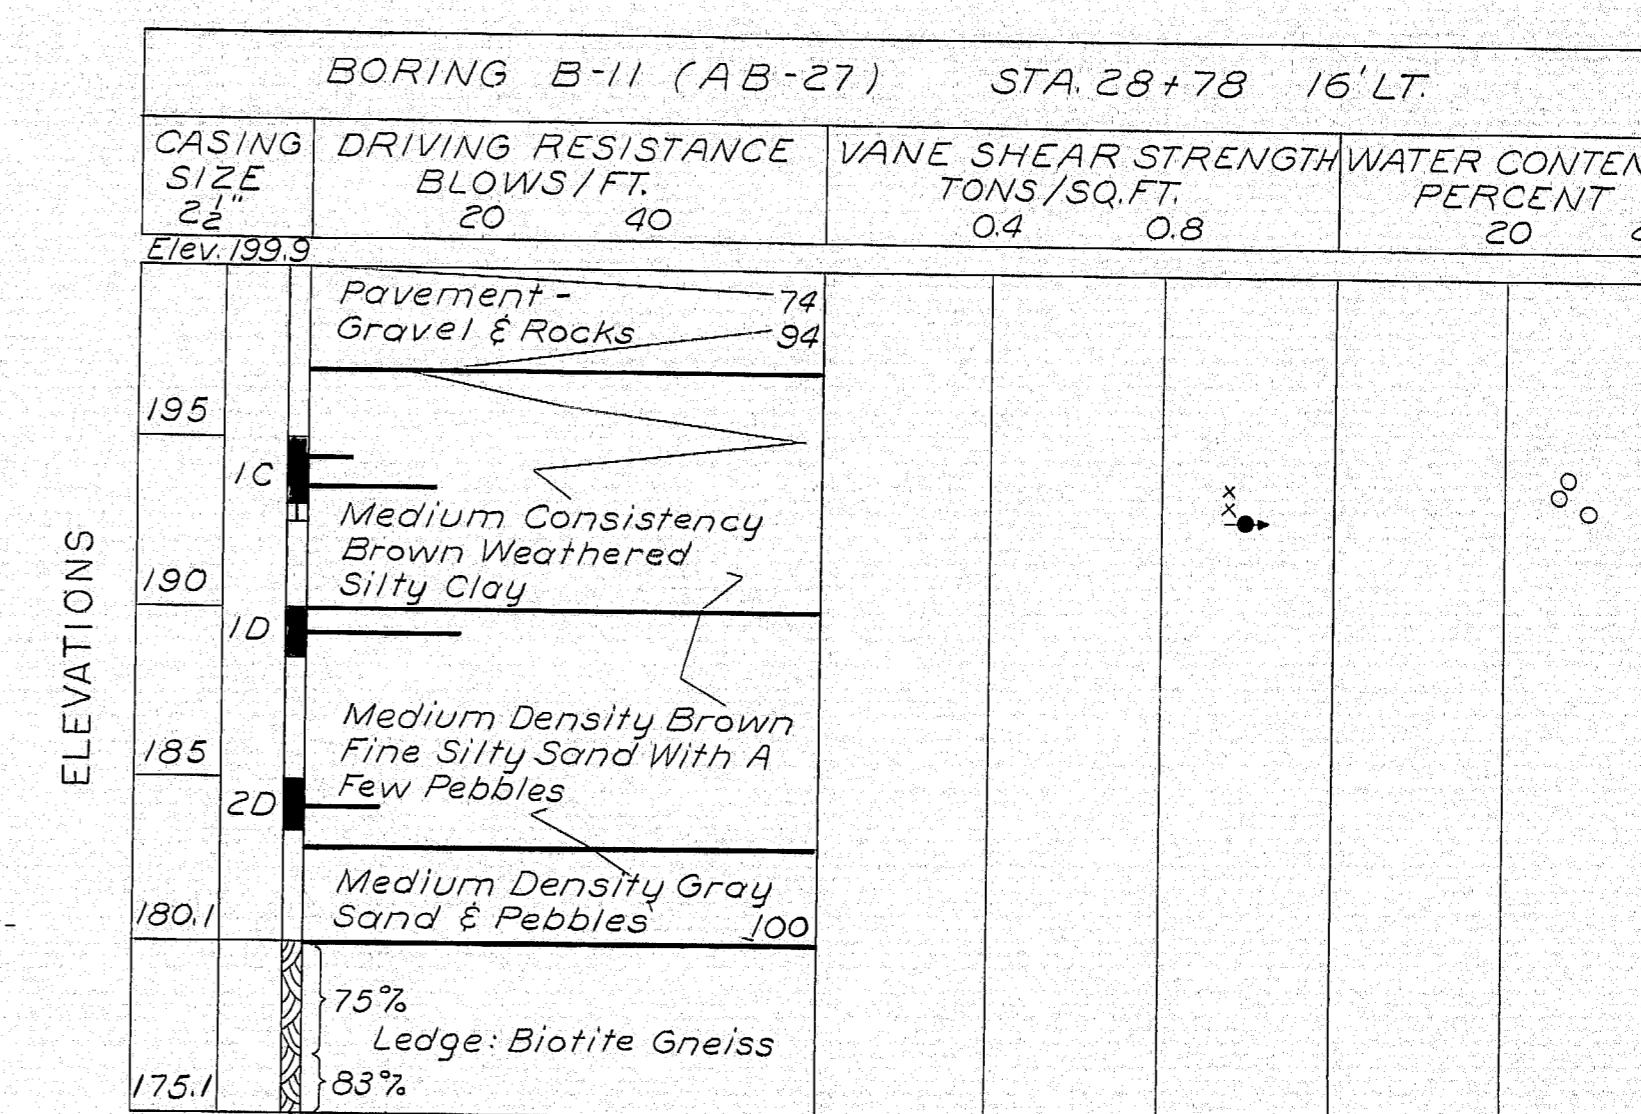 BORING B-11 (AB-27) STA. 28+78 16' LT.
CASING
SIZE
2½"
DRIVING RESISTANCE
BLOWS/FT.
20 40
VANE SHEAR STRENGTH
TONS/SQ.FT.
0.4 0.8
WATER CONTEN
PERCENT
20
Elev. 199.9
Pavement -
Gravel & Rocks
74
94
195
1C
Medium Consistency
Brown Weathered
Silty Clay
190
1D
Medium Density Brown
Fine Silty Sand With A
Few Pebbles
185
2D
Medium Density Gray
Sand & Pebbles
100
180.1
75%
Ledge: Biotite Gneiss
83%
175.1
ELEVATIONS